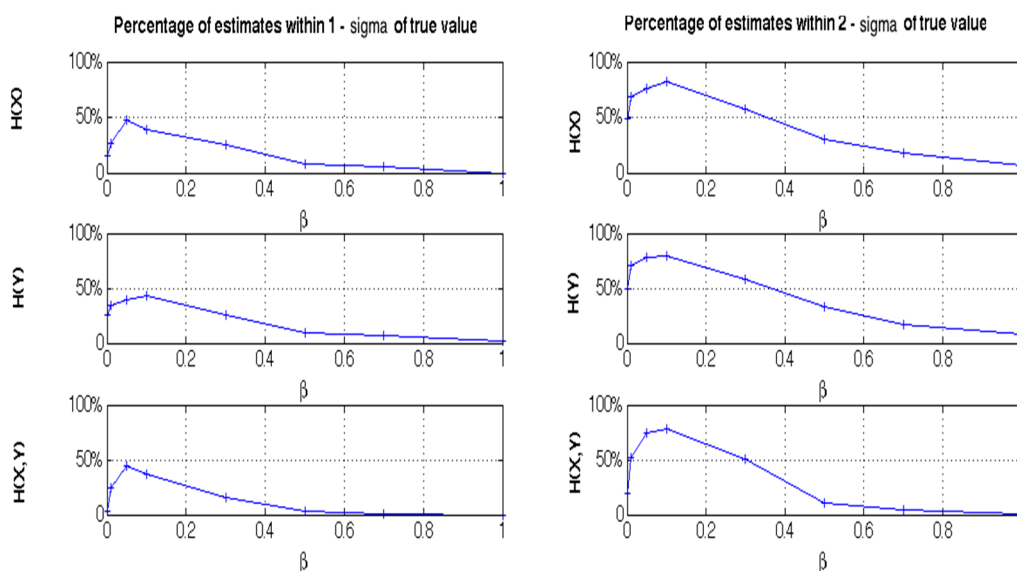 Percentage of estimates within 1 - sigma of true value
H(X)
100%
50%
0
0 0.2 0.4 0.6 0.8 1
β
H(Y)
100%
50%
0
0 0.2 0.4 0.6 0.8 1
β
H(X,Y)
100%
50%
0
0 0.2 0.4 0.6 0.8 1
β
Percentage of estimates within 2 - sigma of true value
H(X)
100%
50%
0
0 0.2 0.4 0.6 0.8
β
H(Y)
100%
50%
0
0 0.2 0.4 0.6 0.8
β
H(X,Y)
100%
50%
0
0 0.2 0.4 0.6 0.8
β